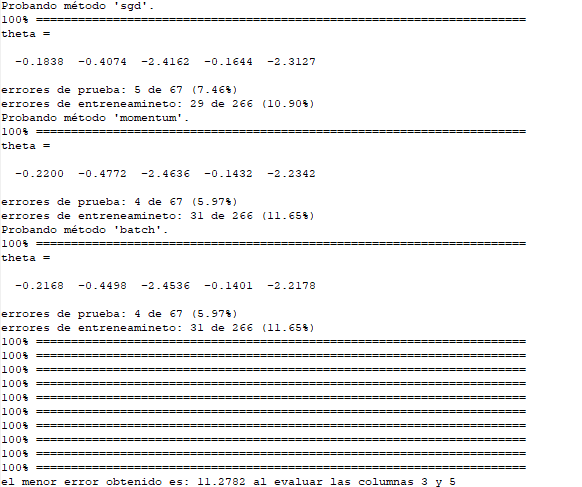 Probando método 'sgd'.
100% ======================================================================
theta =
-0.1838 -0.4074 -2.4162 -0.1644 -2.3127
errores de prueba: 5 de 67 (7.46%)
errores de entreneamineto: 29 de 266 (10.90%)
Probando método 'momentum'.
100% ======================================================================
theta =
-0.2200 -0.4772 -2.4636 -0.1432 -2.2342
errores de prueba: 4 de 67 (5.97%)
errores de entreneamineto: 31 de 266 (11.65%)
Probando método 'batch'.
100% ======================================================================
theta =
-0.2168 -0.4498 -2.4536 -0.1401 -2.2178
errores de prueba: 4 de 67 (5.97%)
errores de entreneamineto: 31 de 266 (11.65%)
100% ======================================================================
100% ======================================================================
100% ======================================================================
100% ======================================================================
100% ======================================================================
100% ======================================================================
100% ======================================================================
100% ======================================================================
100% ======================================================================
100% ======================================================================
el menor error obtenido es: 11.2782 al evaluar las columnas 3 y 5